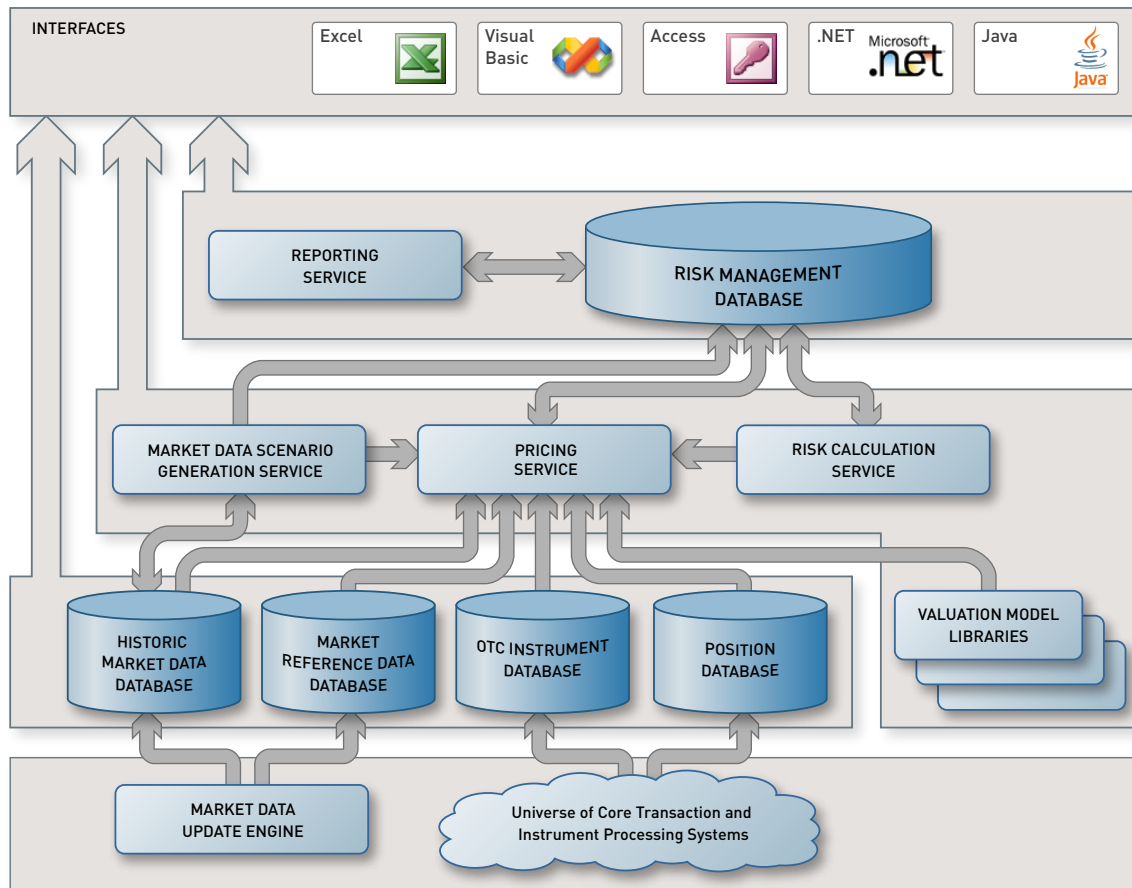 INTERFACES
Excel
Visual
Basic
Access
.NET
Microsoft
.net
Java
Java
REPORTING
SERVICE
RISK MANAGEMENT
DATABASE
MARKET DATA SCENARIO
GENERATION SERVICE
PRICING
SERVICE
RISK CALCULATION
SERVICE
HISTORIC
MARKET DATA
DATABASE
MARKET
REFERENCE DATA
DATABASE
OTC INSTRUMENT
DATABASE
POSITION
DATABASE
VALUATION MODEL
LIBRARIES
MARKET DATA
UPDATE ENGINE
Universe of Core Transaction and
Instrument Processing Systems